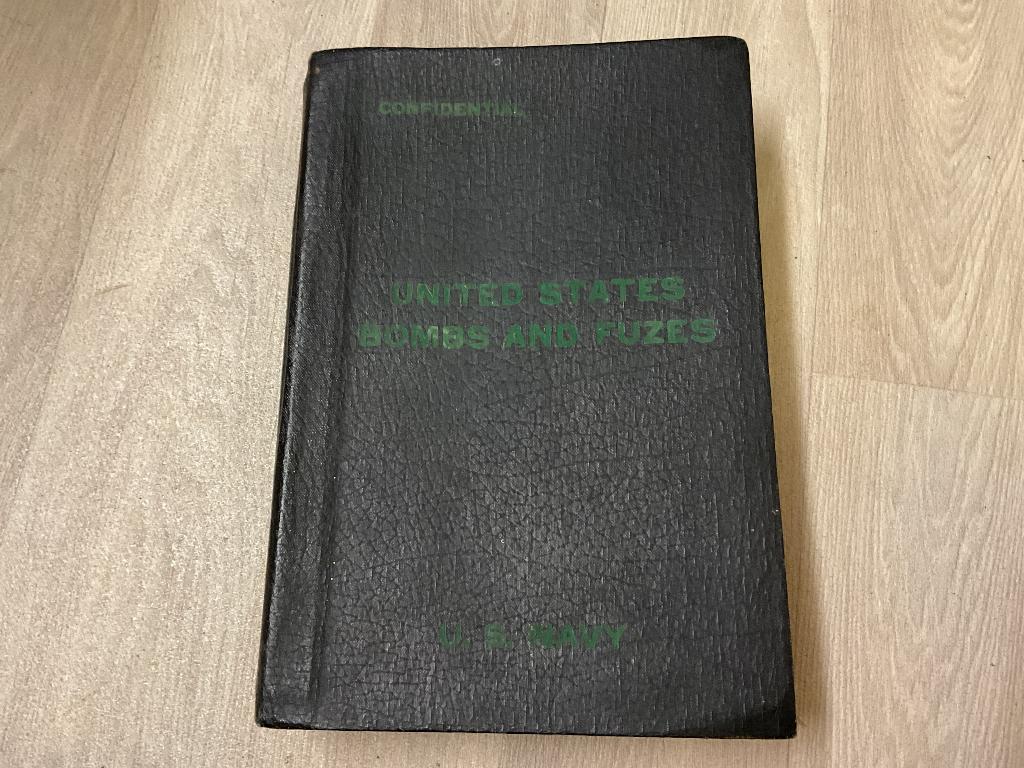 CONFIDENTIAL
UNITED STATES
BOMBS AND FUZES
U. S. NAVY